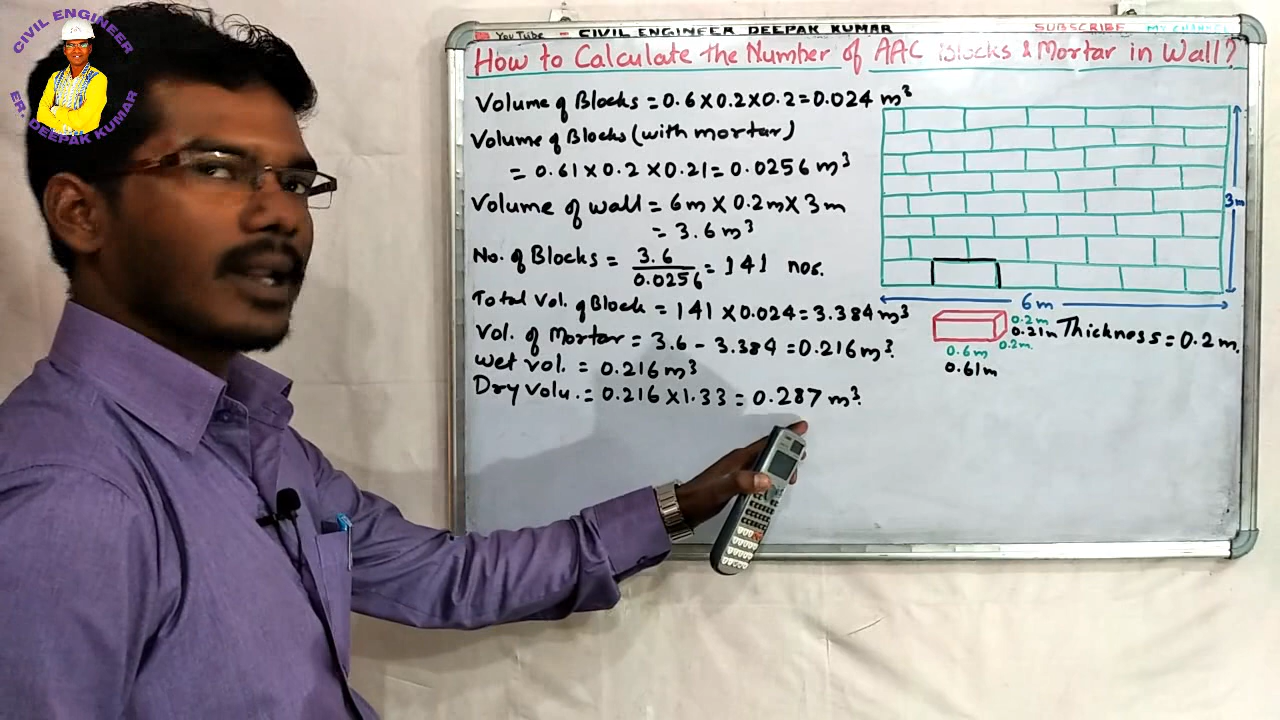 CIVIL ENGINEER
ER. DEEPAK KUMAR
YouTube - CIVIL ENGINEER DEEPAK KUMAR SUBSCRIBE MY CHANNEL
How to Calculate the Number of AAC Blocks & Mortar in Wall?
Volume of Blocks = 0.6 X 0.2 X 0.2 = 0.024 m³
Volume of Blocks (with mortar)
= 0.61 X 0.2 X 0.21 = 0.0256 m³
Volume of wall = 6m X 0.2m X 3m
= 3.6 m³
No. of Blocks = 3.6 / 0.0256 = 141 nos.
Total Vol. of Block = 141 X 0.024 = 3.384 m³
Vol. of Mortar = 3.6 - 3.384 = 0.216 m³.
Wet vol. = 0.216 m³
Dry Volu. = 0.216 X 1.33 = 0.287 m³.
3m
6m
0.2m
0.21m
0.2m.
0.6m
0.61m
Thickness = 0.2m.